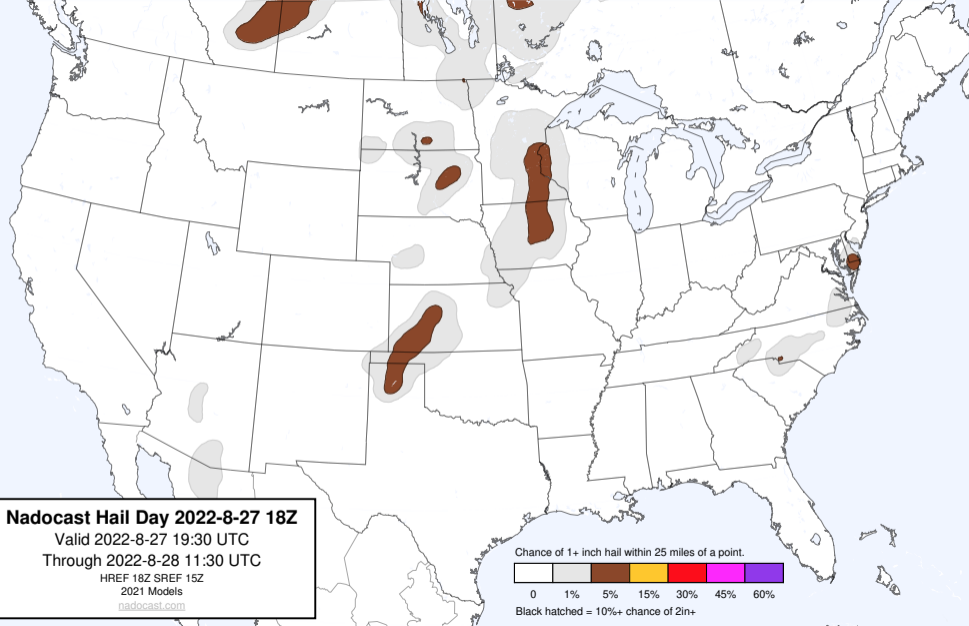 Nadocast Hail Day 2022-8-27 18Z
Valid 2022-8-27 19:30 UTC
Through 2022-8-28 11:30 UTC
HREF 18Z SREF 15Z
2021 Models
nadocast.com
Chance of 1+ inch hail within 25 miles of a point.
0 1% 5% 15% 30% 45% 60%
Black hatched = 10%+ chance of 2in+